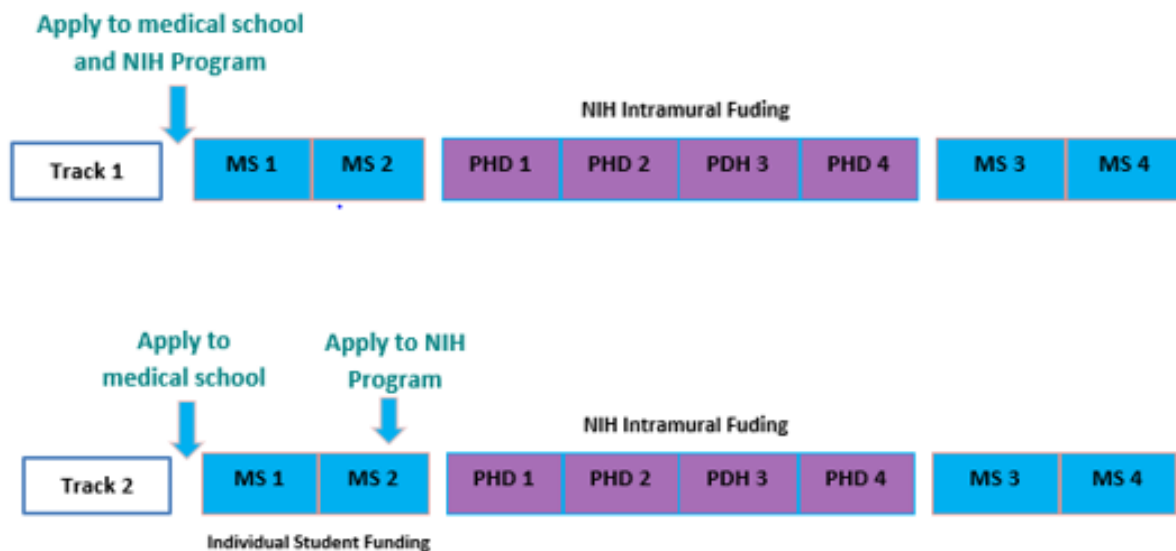 Apply to medical school
and NIH Program
NIH Intramural Fuding
Track 1 MS 1 MS 2 PHD 1 PHD 2 PDH 3 PHD 4 MS 3 MS 4
Apply to
medical school
Apply to NIH
Program
NIH Intramural Fuding
Track 2 MS 1 MS 2 PHD 1 PHD 2 PDH 3 PHD 4 MS 3 MS 4
Individual Student Funding